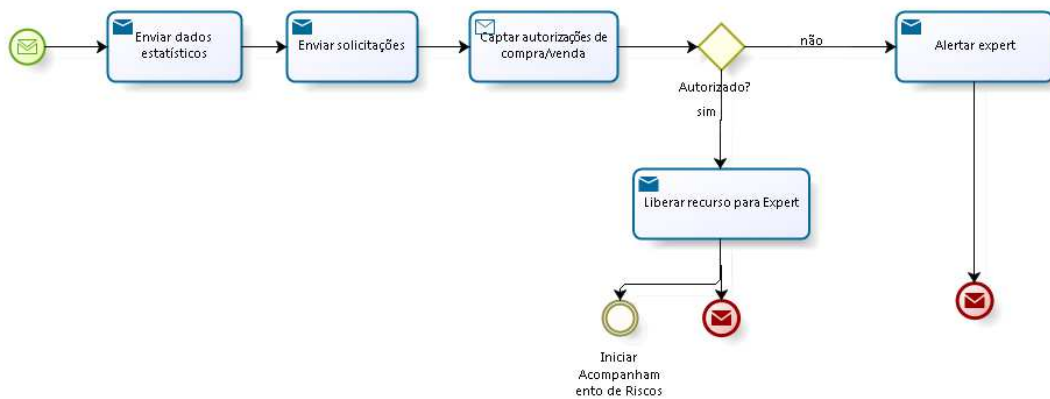 Enviar dados
estatísticos
Enviar solicitações
Captar autorizações de
compra/venda
não
Alertar expert
Autorizado?
sim
Liberar recurso para Expert
Iniciar
Acompanham
ento de Riscos